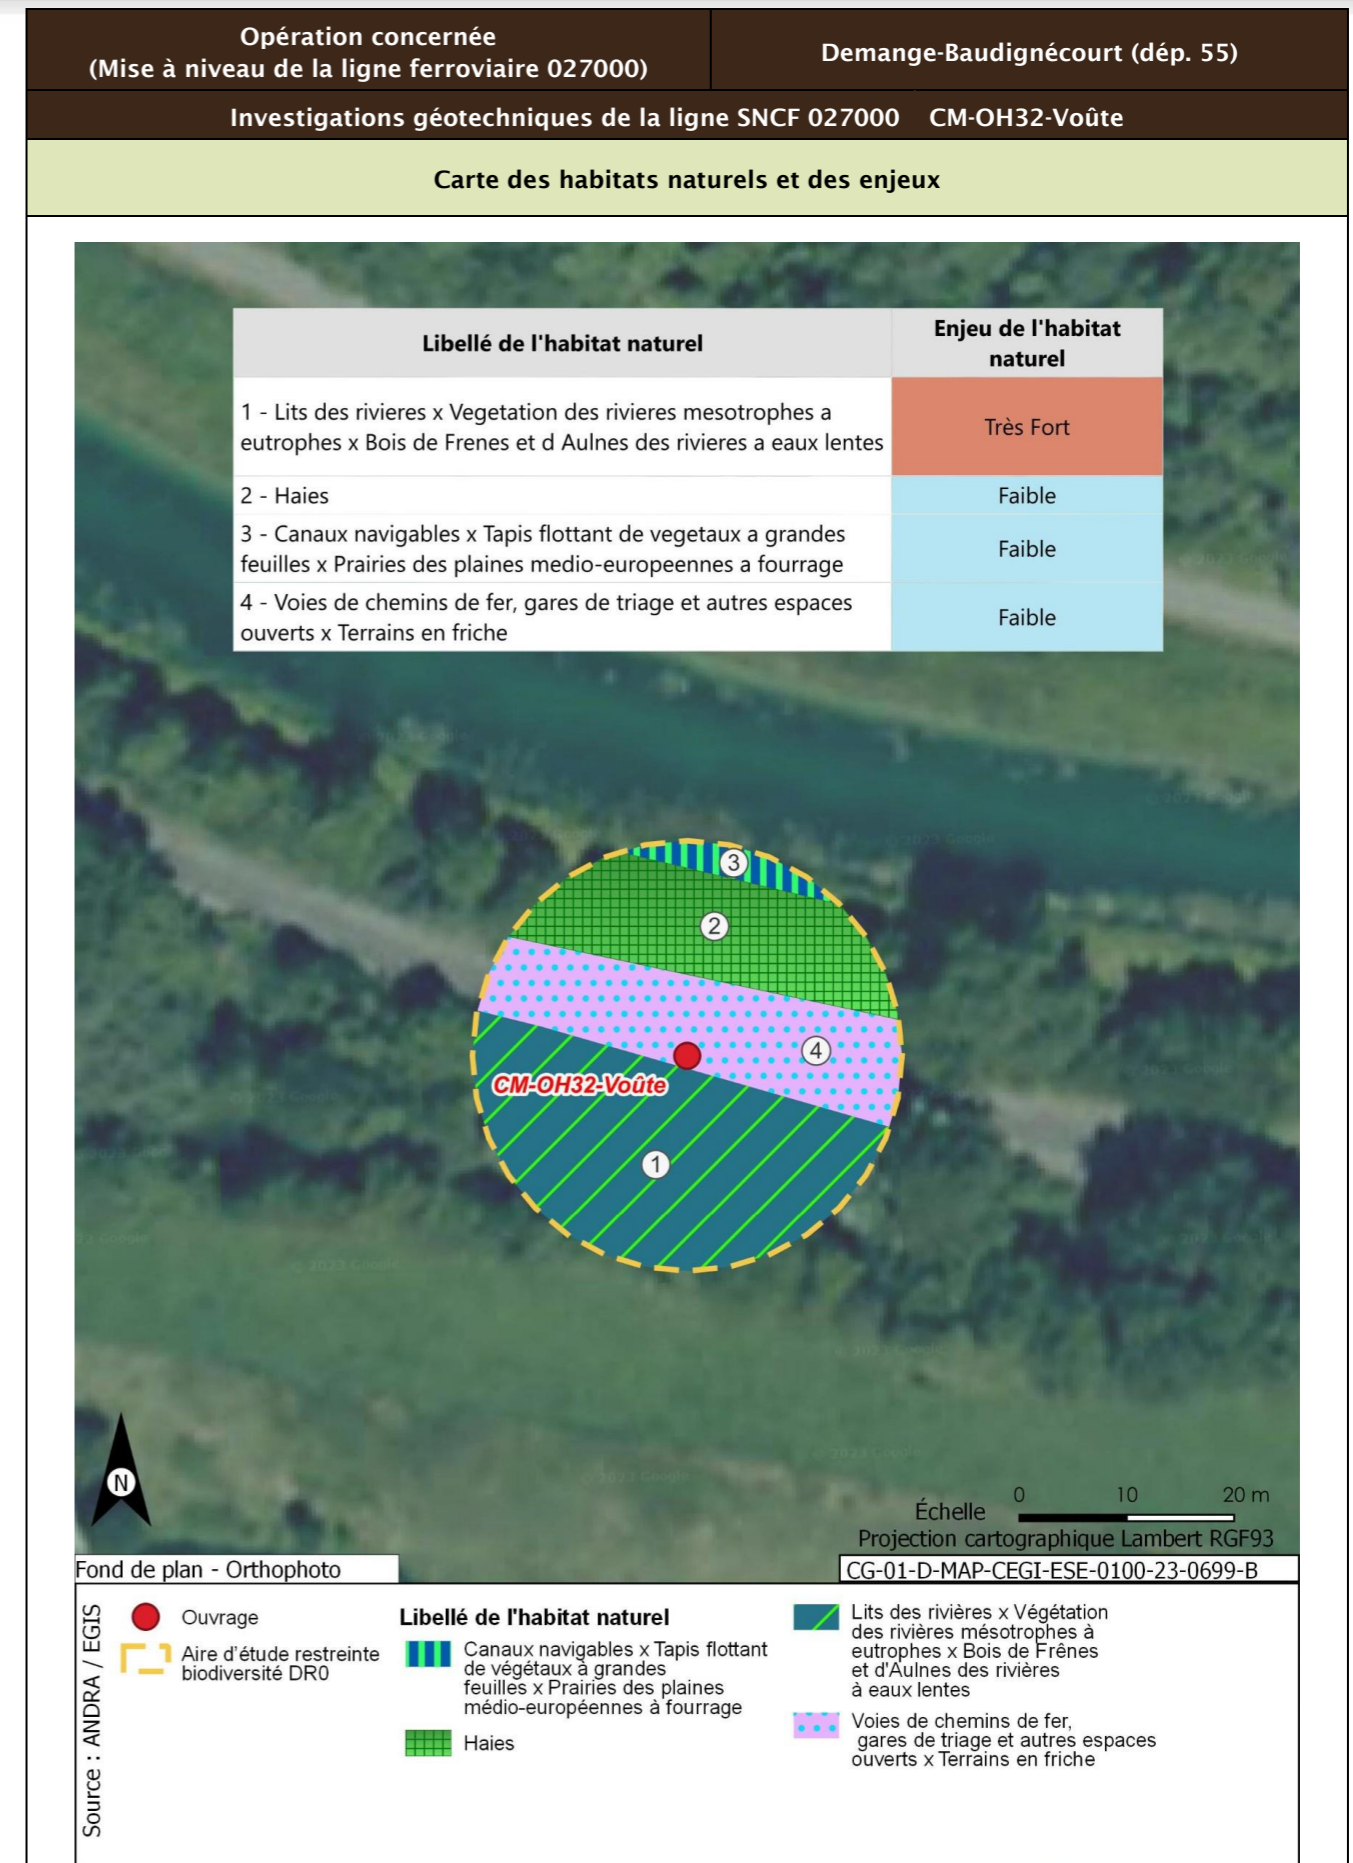 Opération concernée
(Mise à niveau de la ligne ferroviaire 027000)
Demange-Baudignécourt (dép. 55)
Investigations géotechniques de la ligne SNCF 027000 CM-OH32-Voûte
Carte des habitats naturels et des enjeux
Libellé de l'habitat naturel
Enjeu de l'habitat
naturel
1 - Lits des rivieres x Vegetation des rivieres mesotrophes a
eutrophes x Bois de Frenes et d Aulnes des rivieres a eaux lentes
Très Fort
2 - Haies
Faible
3 - Canaux navigables x Tapis flottant de vegetaux a grandes
feuilles x Prairies des plaines medio-europeennes a fourrage
Faible
4 - Voies de chemins de fer, gares de triage et autres espaces
ouverts x Terrains en friche
Faible
© 2023 Google
3
2
4
CM-OH32-Voûte
1
N
Échelle
0 10 20 m
Projection cartographique Lambert RGF93
Fond de plan - Orthophoto
CG-01-D-MAP-CEGI-ESE-0100-23-0699-B
Source : ANDRA / EGIS
Ouvrage
Aire d'étude restreinte
biodiversité DR0
Libellé de l'habitat naturel
Canaux navigables x Tapis flottant
de végétaux à grandes
feuilles x Prairies des plaines
médio-européennes à fourrage
Haies
Lits des rivières x Végétation
des rivières mésotrophes à
eutrophes x Bois de Frênes
et d'Aulnes des rivières
à eaux lentes
Voies de chemins de fer,
gares de triage et autres espaces
ouverts x Terrains en friche